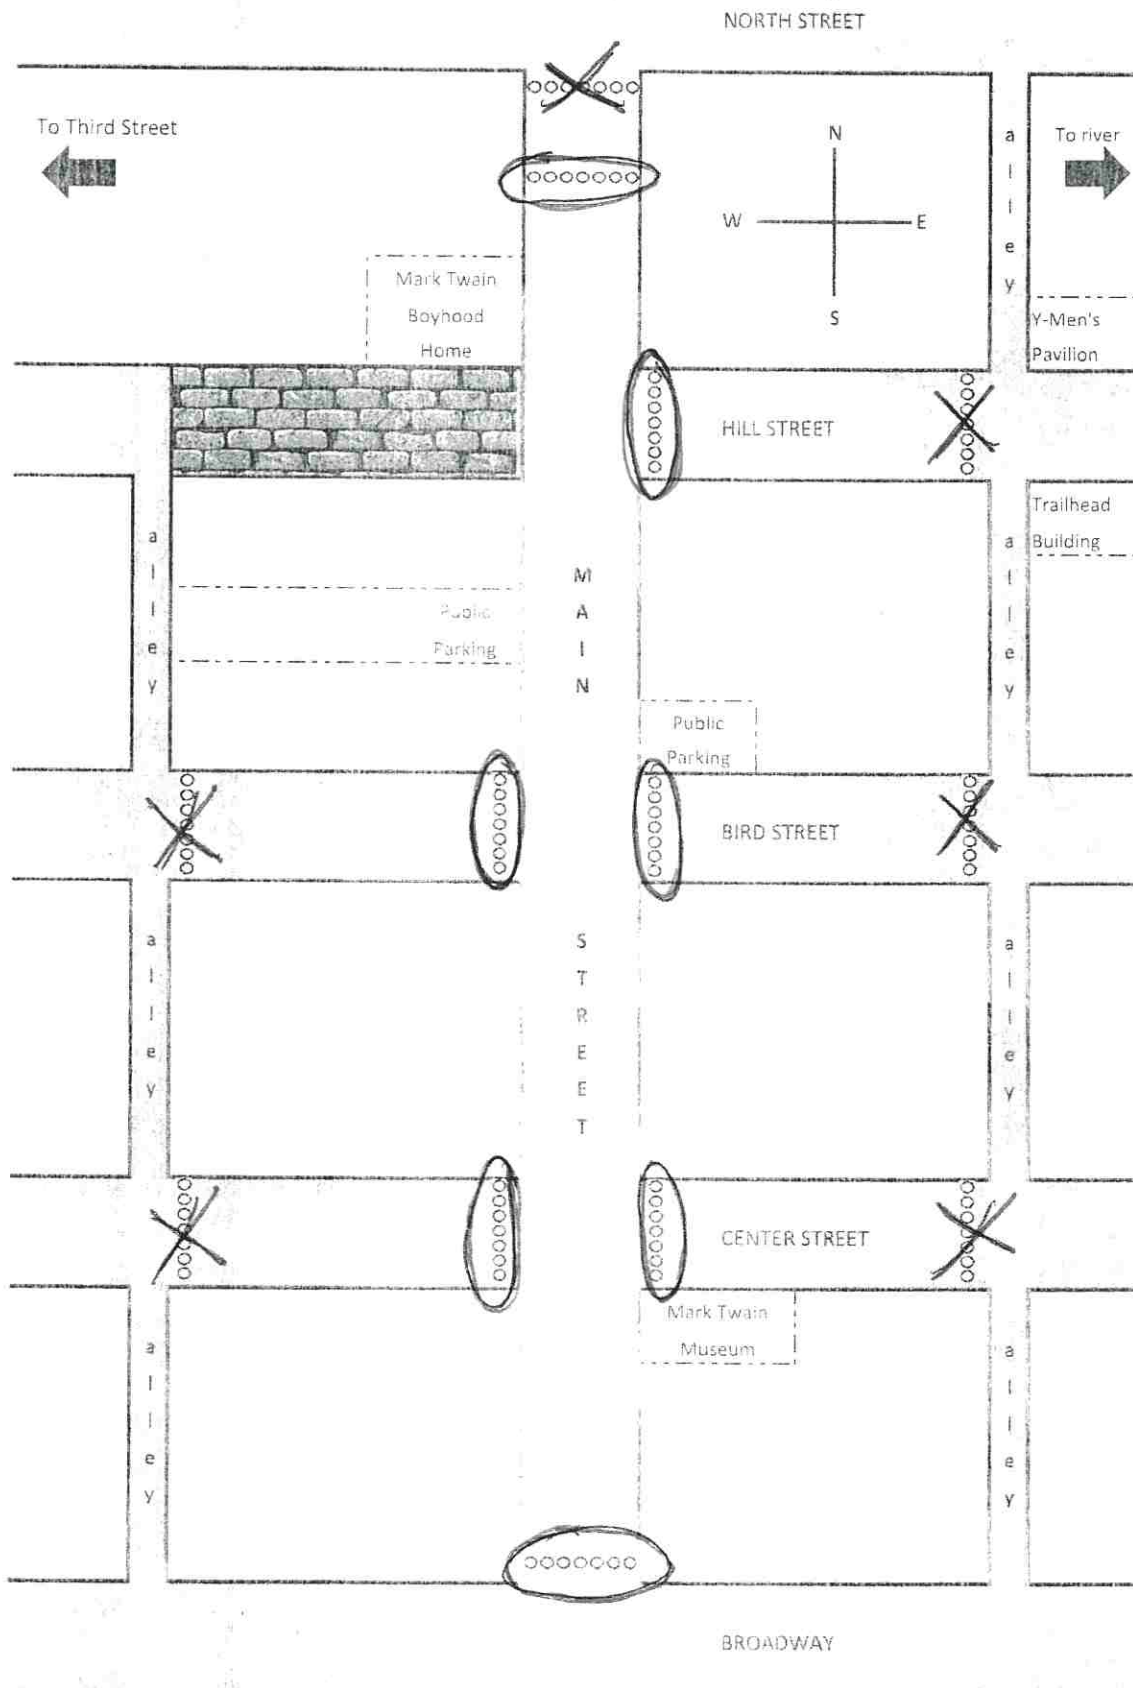 NORTH STREET
To Third Street
N
a
l
l
e
y
To river
W
E
S
Mark Twain
Boyhood
Home
Y-Men's
Pavilion
HILL STREET
Trailhead
Building
a
l
l
e
y
M
A
I
N
a
l
l
e
y
Public
Parking
Public
Parking
BIRD STREET
a
l
l
e
y
S
T
R
E
E
T
a
l
l
e
y
CENTER STREET
Mark Twain
Museum
a
l
l
e
y
a
l
l
e
y
BROADWAY